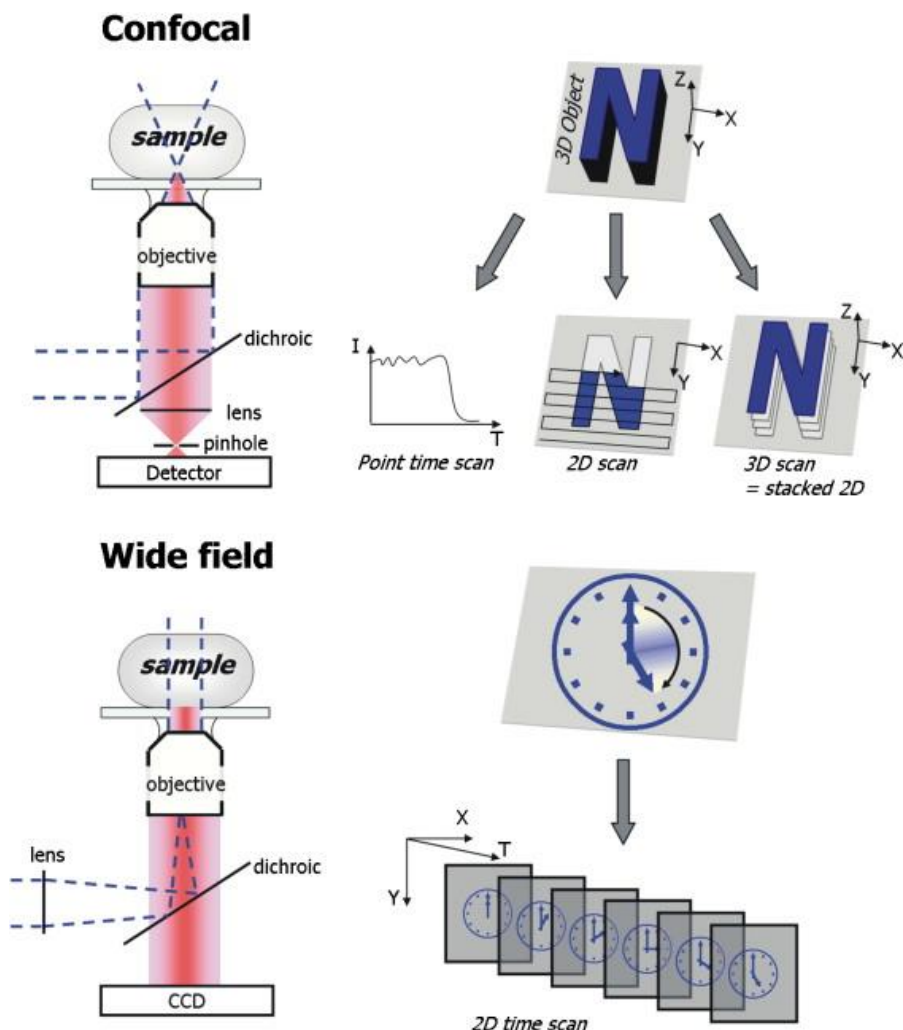 Confocal
sample
objective
dichroic
lens
pinhole
Detector
3D Object
N
Z
X
Y
I
T
Point time scan
X
Y
N
2D scan
Z
X
Y
N
3D scan
= stacked 2D
Wide field
sample
objective
lens
dichroic
CCD
X
T
Y
2D time scan